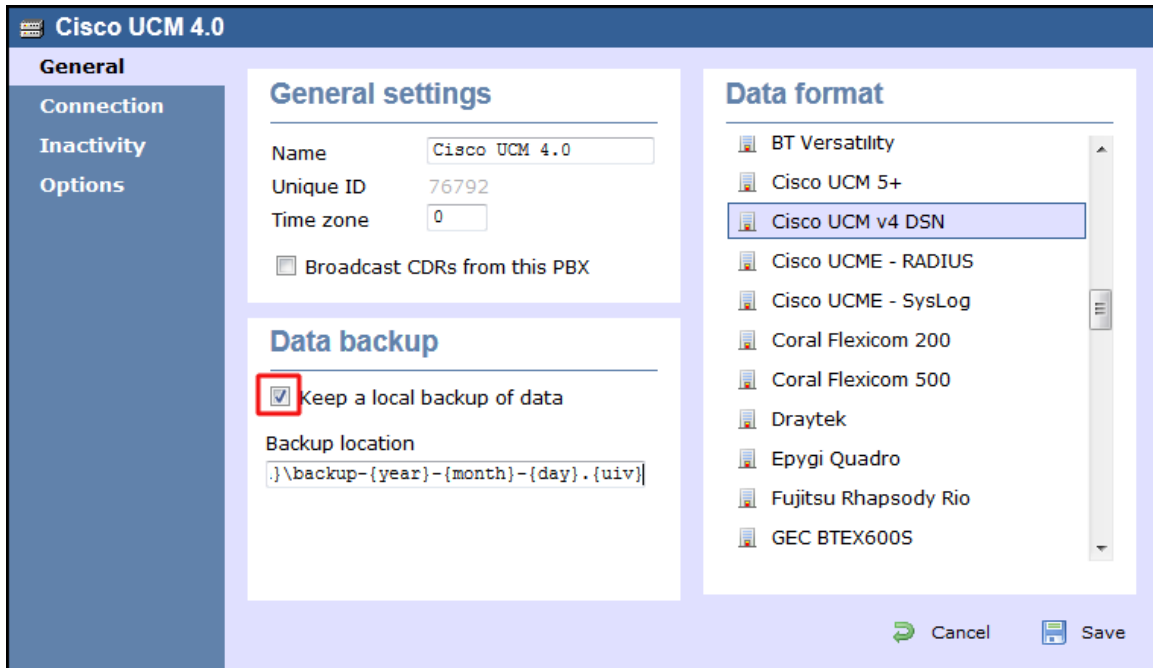 Cisco UCM 4.0
General
Connection
Inactivity
Options
General settings
Name Cisco UCM 4.0
Unique ID 76792
Time zone 0
Broadcast CDRs from this PBX
Data backup
Keep a local backup of data
Backup location
.}\backup-{year}-{month}-{day}.{uiv}
Data format
BT Versatility
Cisco UCM 5+
Cisco UCM v4 DSN
Cisco UCME - RADIUS
Cisco UCME - SysLog
Coral Flexicom 200
Coral Flexicom 500
Draytek
Epygi Quadro
Fujitsu Rhapsody Rio
GEC BTEX600S
Cancel Save